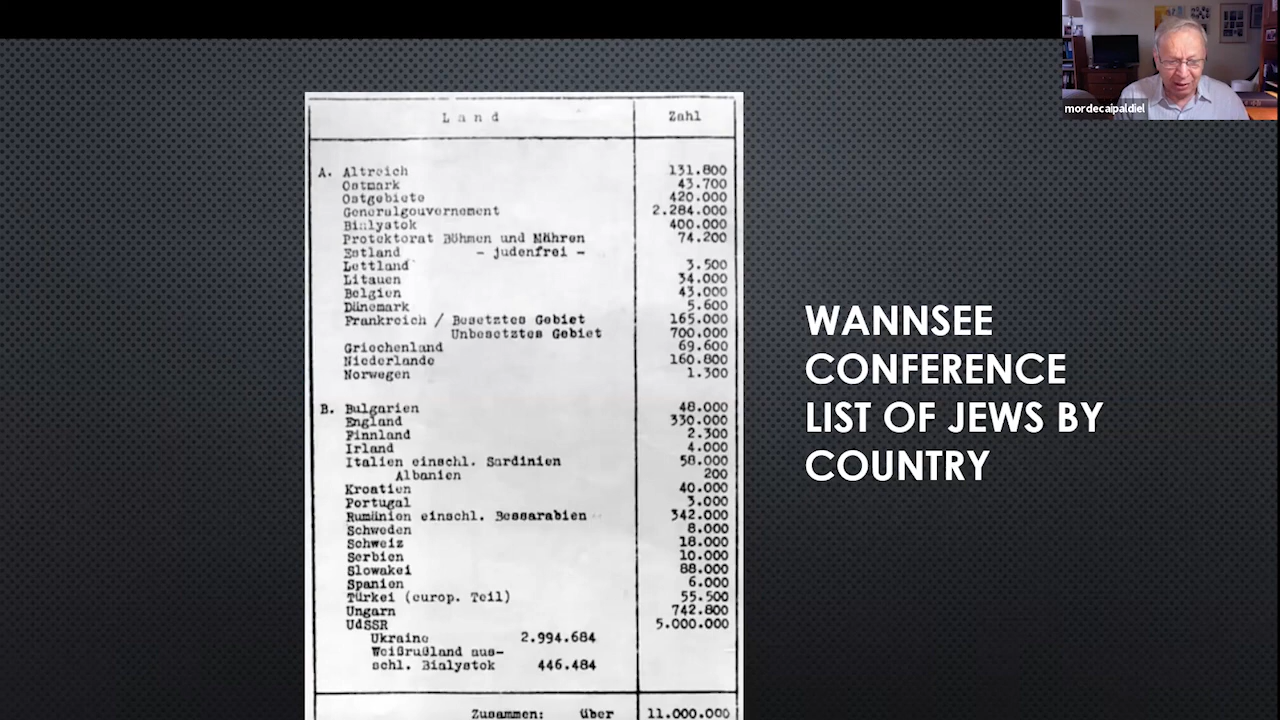 mordecaipaldiel
Land Zahl
A. Altreich 131.800
Ostmark 43.700
Ostgebiete 420.000
Generalgouvernement 2.284.000
Bialystok 400.000
Protektorat Böhmen und Mähren 74.200
Estland - judenfrei -
Lettland 3.500
Litauen 34.000
Belgien 43.000
Dänemark 5.600
Frankreich / Besetztes Gebiet 165.000
Unbesetztes Gebiet 700.000
Griechenland 69.600
Niederlande 160.800
Norwegen 1.300
B. Bulgarien 48.000
England 330.000
Finnland 2.300
Irland 4.000
Italien einschl. Sardinien 58.000
Albanien 200
Kroatien 40.000
Portugal 3.000
Rumänien einschl. Bessarabien 342.000
Schweden 8.000
Schweiz 18.000
Serbien 10.000
Slowakei 88.000
Spanien 6.000
Türkei (europ. Teil) 55.500
Ungarn 742.800
UdSSR 5.000.000
Ukraine 2.994.684
Weißrußland aus-
schl. Bialystok 446.484
Zusammen: über 11.000.000
WANNSEE
CONFERENCE
LIST OF JEWS BY
COUNTRY